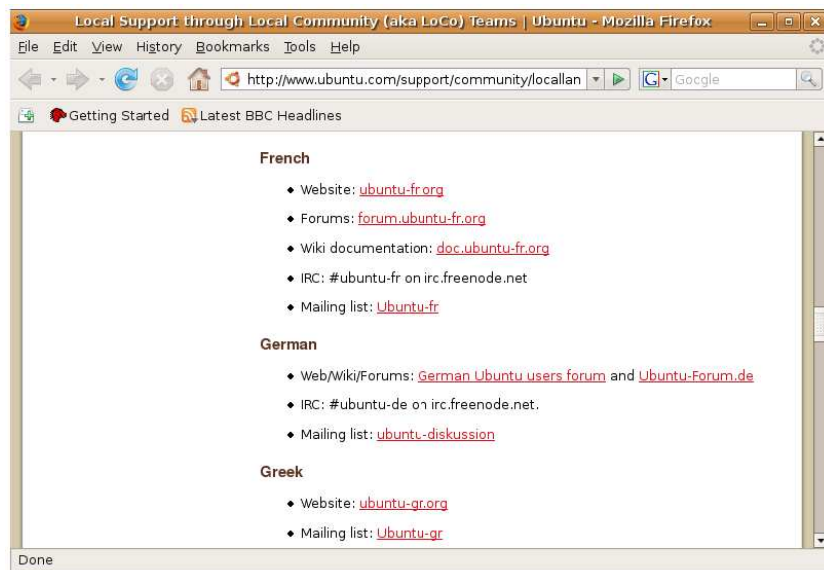 Local Support through Local Community (aka LoCo) Teams | Ubuntu - Mozilla Firefox
File Edit View History Bookmarks Tools Help
http://www.ubuntu.com/support/community/locallan G Google
Getting Started Latest BBC Headlines
French
Website: ubuntu-fr.org
Forums: forum.ubuntu-fr.org
Wiki documentation: doc.ubuntu-fr.org
IRC: #ubuntu-fr on irc.freenode.net
Mailing list: Ubuntu-fr
German
Web/Wiki/Forums: German Ubuntu users forum and Ubuntu-Forum.de
IRC: #ubuntu-de on irc.freenode.net.
Mailing list: ubuntu-diskussion
Greek
Website: ubuntu-gr.org
Mailing list: Ubuntu-gr
Done